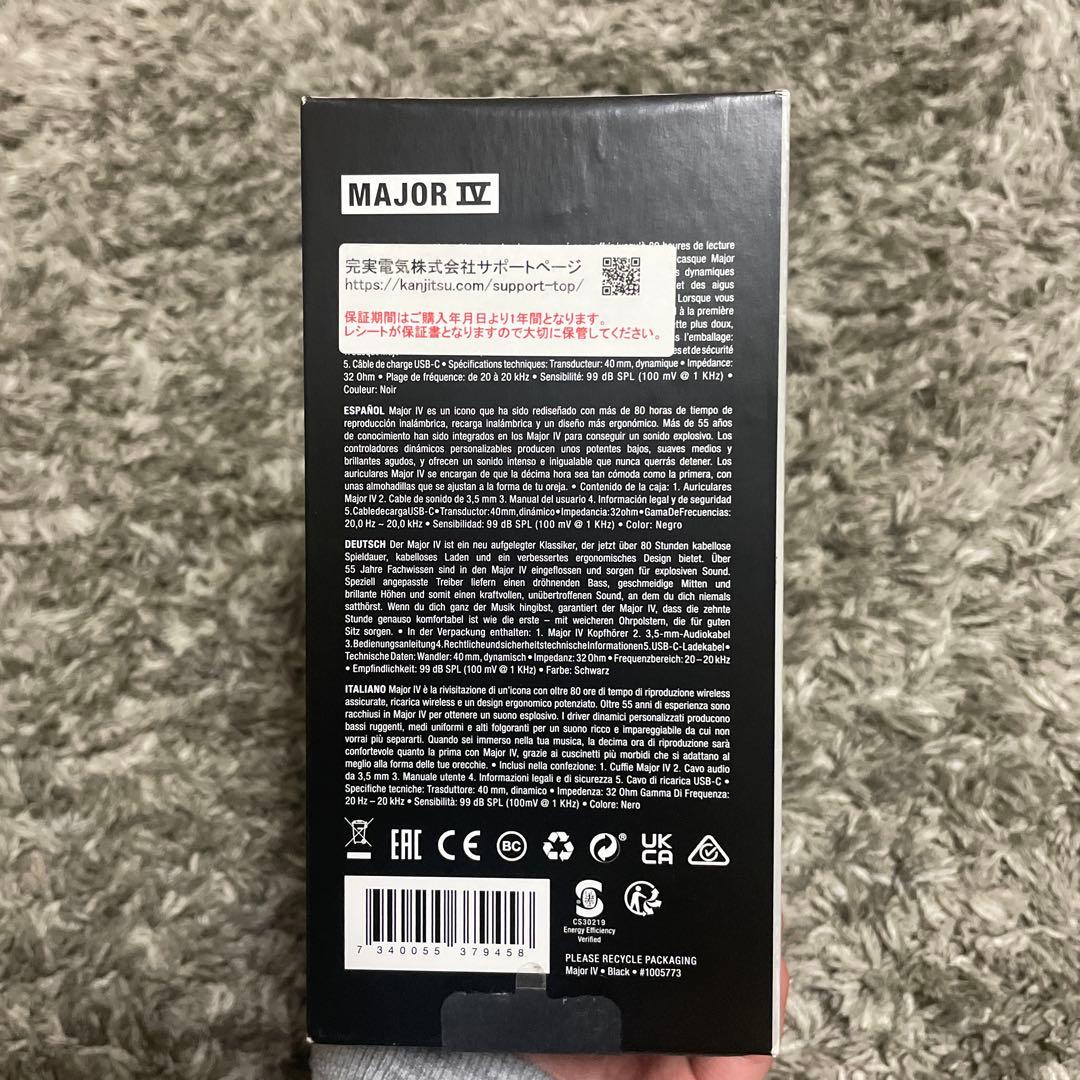 MAJOR IV
heures de lecture
casque Major
dynamiques
et des aigus
Lorsque vous
à la première
plus doux,
l'emballage:
et de sécurité
完実電気株式会社サポートページ
https://kanjitsu.com/support-top/
保証期間はご購入年月日より1年間となります。
レシートが保証書となりますので大切に保管してください。
5. Câble de charge USB-C • Spécifications techniques: Transducteur: 40 mm, dynamique • Impédance:
32 Ohm • Plage de fréquence: de 20 à 20 kHz • Sensibilité: 99 dB SPL (100 mV @ 1 KHz) •
Couleur: Noir
ESPAÑOL Major IV es un icono que ha sido rediseñado con más de 80 horas de tiempo de
reproducción inalámbrica, recarga inalámbrica y un diseño más ergonómico. Más de 55 años
de conocimiento han sido integrados en los Major IV para conseguir un sonido explosivo. Los
controladores dinámicos personalizables producen unos potentes bajos, suaves medios y
brillantes agudos, y ofrecen un sonido intenso e inigualable que nunca querrás detener. Los
auriculares Major IV se encargan de que la décima hora sea tan cómoda como la primera, con
unas almohadillas que se ajustan a la forma de tu oreja. • Contenido de la caja: 1. Auriculares
Major IV 2. Cable de sonido de 3,5 mm 3. Manual del usuario 4. Información legal y de seguridad
5.CabledecargaUSB-C•Transductor:40mm,dinámico•Impedancia:32ohm•GamaDeFrecuencias:
20,0 Hz – 20,0 kHz • Sensibilidad: 99 dB SPL (100 mV @ 1 KHz) • Color: Negro
DEUTSCH Der Major IV ist ein neu aufgelegter Klassiker, der jetzt über 80 Stunden kabellose
Spieldauer, kabelloses Laden und ein verbessertes ergonomisches Design bietet. Über
55 Jahre Fachwissen sind in den Major IV eingeflossen und sorgen für explosiven Sound.
Speziell angepasste Treiber liefern einen dröhnenden Bass, geschmeidige Mitten und
brillante Höhen und somit einen kraftvollen, unübertroffenen Sound, an dem du dich niemals
satthörst. Wenn du dich ganz der Musik hingibst, garantiert der Major IV, dass die zehnte
Stunde genauso komfortabel ist wie die erste – mit weicheren Ohrpolstern, die für guten
Sitz sorgen. • In der Verpackung enthalten: 1. Major IV Kopfhörer 2. 3,5-mm-Audiokabel
3.Bedienungsanleitung4.RechtlicheundsicherheitstechnischeInformationen5.USB-C-Ladekabel•
Technische Daten: Wandler: 40 mm, dynamisch • Impedanz: 32 Ohm • Frequenzbereich: 20 – 20 kHz
• Empfindlichkeit: 99 dB SPL (100 mV @ 1 KHz) • Farbe: Schwarz
ITALIANO Major IV è la rivisitazione di un'icona con oltre 80 ore di tempo di riproduzione wireless
assicurate, ricarica wireless e un design ergonomico potenziato. Oltre 55 anni di esperienza sono
racchiusi in Major IV per ottenere un suono esplosivo. I driver dinamici personalizzati producono
bassi ruggenti, medi uniformi e alti folgoranti per un suono ricco e impareggiabile da cui non
vorrai più separarti. Quando sei immerso nella tua musica, la decima ora di riproduzione sarà
confortevole quanto la prima con Major IV, grazie ai cuscinetti più morbidi che si adattano al
meglio alla forma delle tue orecchie. • Inclusi nella confezione: 1. Cuffie Major IV 2. Cavo audio
da 3,5 mm 3. Manuale utente 4. Informazioni legali e di sicurezza 5. Cavo di ricarica USB-C •
Specifiche tecniche: Trasduttore: 40 mm, dinamico • Impedenza: 32 Ohm Gamma Di Frequenza:
20 Hz – 20 kHz • Sensibilità: 99 dB SPL (100mV @ 1 KHz) • Colore: Nero
EAC CE BC ® UK
CA
7 340055 379458
CS30219
Energy Efficiency
Verified
PLEASE RECYCLE PACKAGING
Major IV • Black • #1005773